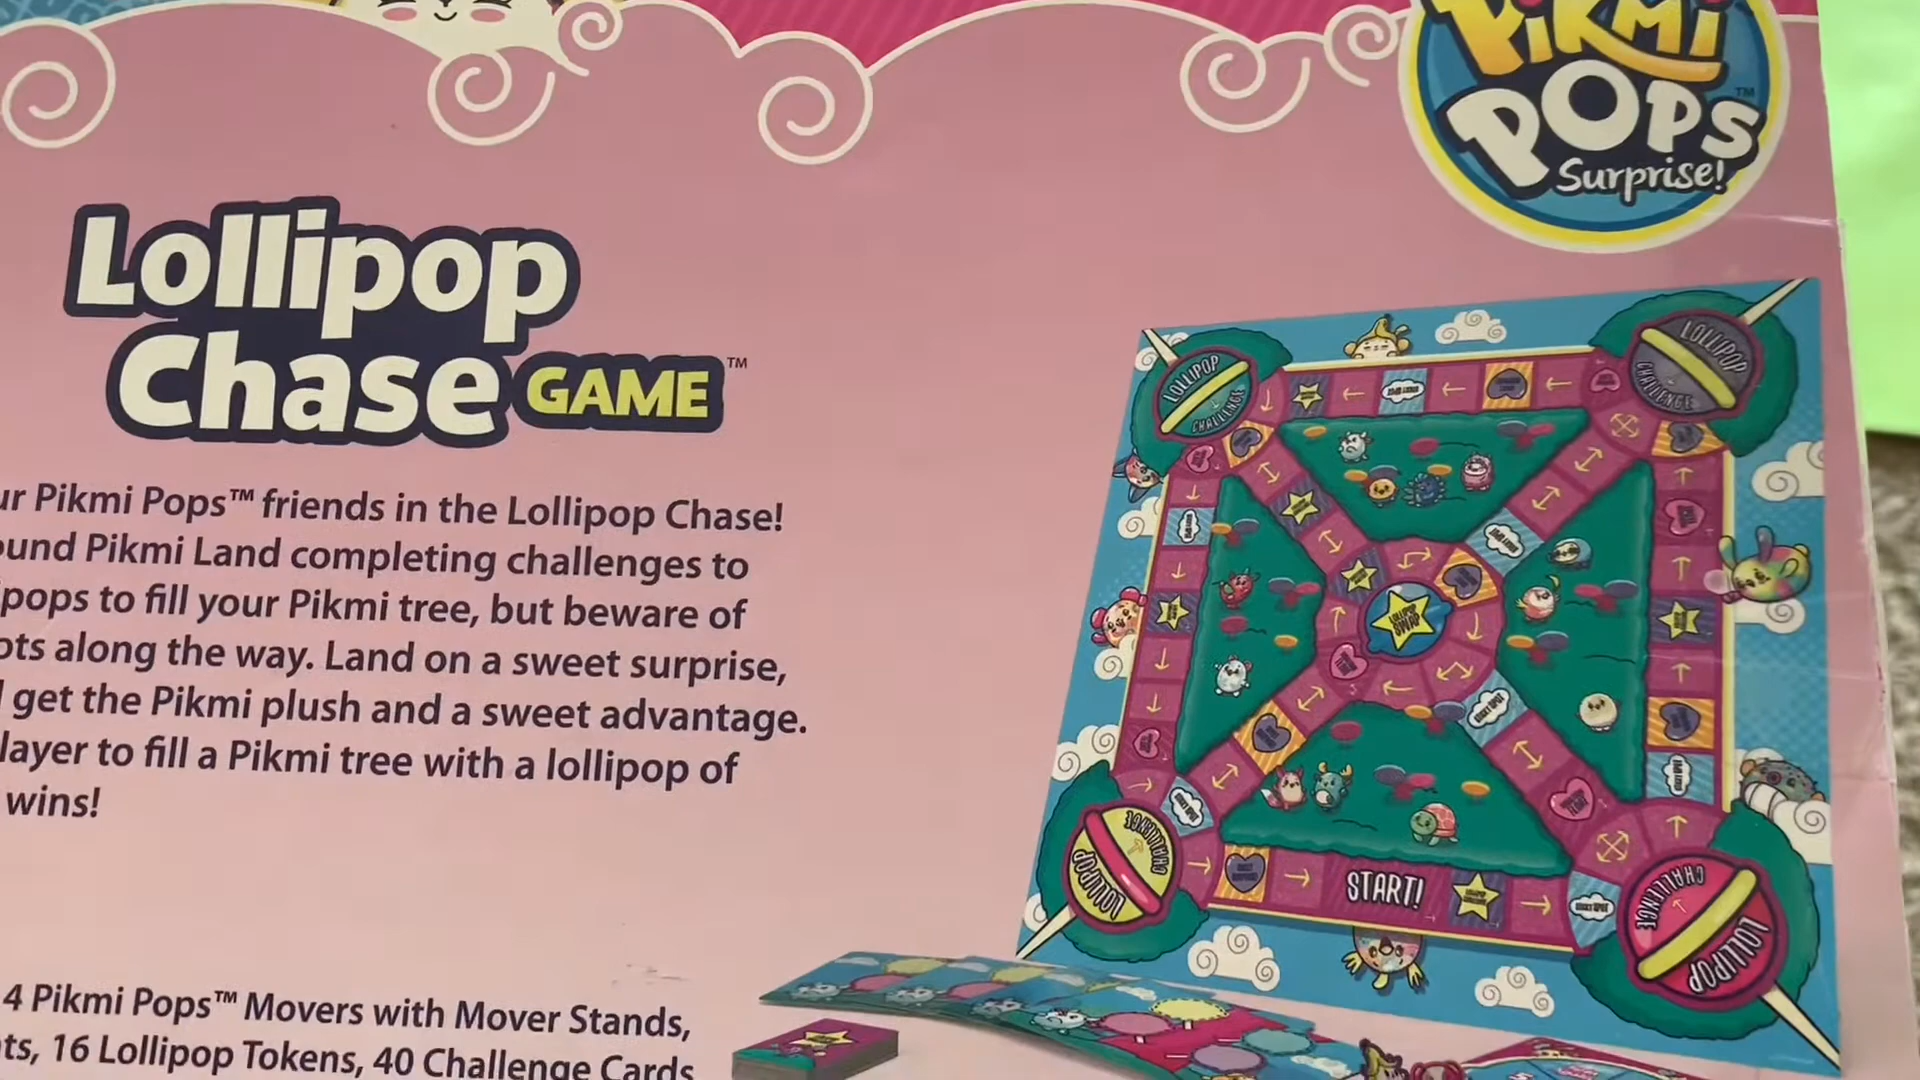 PiKMi
POPS
Surprise!
Lollipop
Chase GAME™
ur Pikmi Pops™ friends in the Lollipop Chase!
ound Pikmi Land completing challenges to
pops to fill your Pikmi tree, but beware of
ots along the way. Land on a sweet surprise,
get the Pikmi plush and a sweet advantage.
layer to fill a Pikmi tree with a lollipop of
wins!
4 Pikmi Pops™ Movers with Mover Stands,
ts, 16 Lollipop Tokens, 40 Challenge Cards
LOLLIPOP
CHALLENGE
LOLLIPOP
CHALLENGE
LOLLIPOP
SWAP
LOLLIPOP
CHALLENGE
START!
LOLLIPOP
CHALLENGE